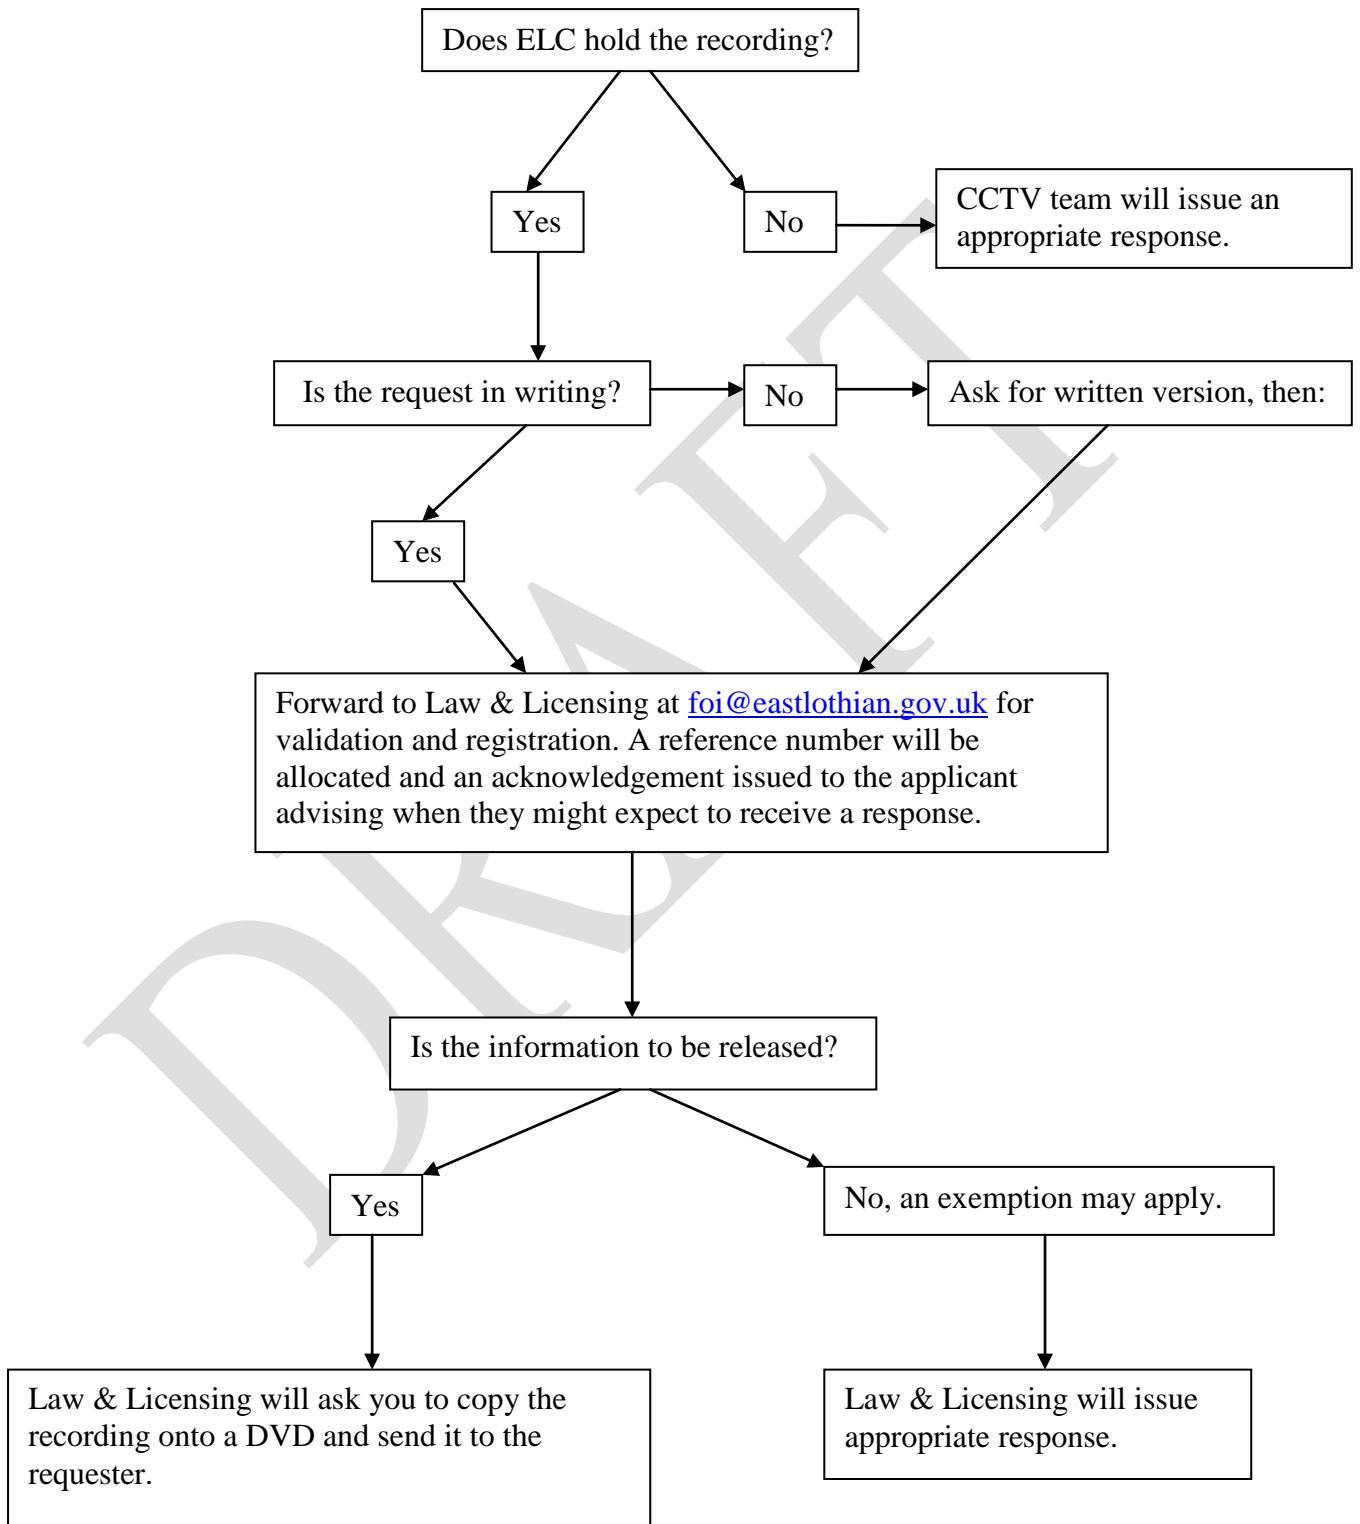 Does ELC hold the recording?
Yes
No
CCTV team will issue an
appropriate response.
Is the request in writing?
No
Ask for written version, then:
Yes
Forward to Law & Licensing at foi@eastlothian.gov.uk for
validation and registration. A reference number will be
allocated and an acknowledgement issued to the applicant
advising when they might expect to receive a response.
Is the information to be released?
Yes
No, an exemption may apply.
Law & Licensing will ask you to copy the
recording onto a DVD and send it to the
requester.
Law & Licensing will issue
appropriate response.
DRAFT